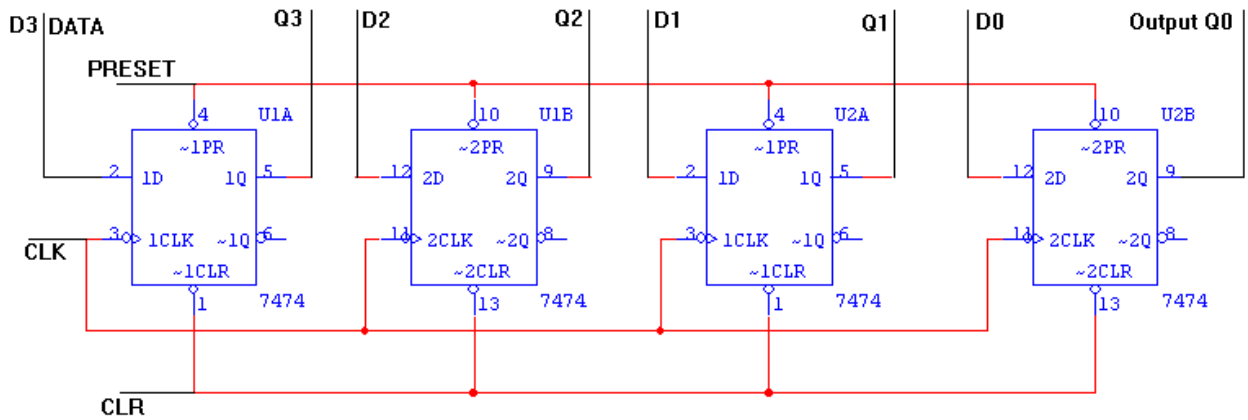 D3 DATA Q3 D2 Q2 D1 Q1 D0 Output Q0
PRESET
4 U1A 10 U1B 4 U2A 10 U2B
~1PR ~2PR ~1PR ~2PR
2 1D 1Q 5 12 2D 2Q 9 2 1D 1Q 5 12 2D 2Q 9
CLK 3 1CLK ~1Q 6 11 2CLK ~2Q 8 3 1CLK ~1Q 6 11 2CLK ~2Q 8
~1CLR ~2CLR ~1CLR ~2CLR
1 7474 13 7474 1 7474 13 7474
CLR